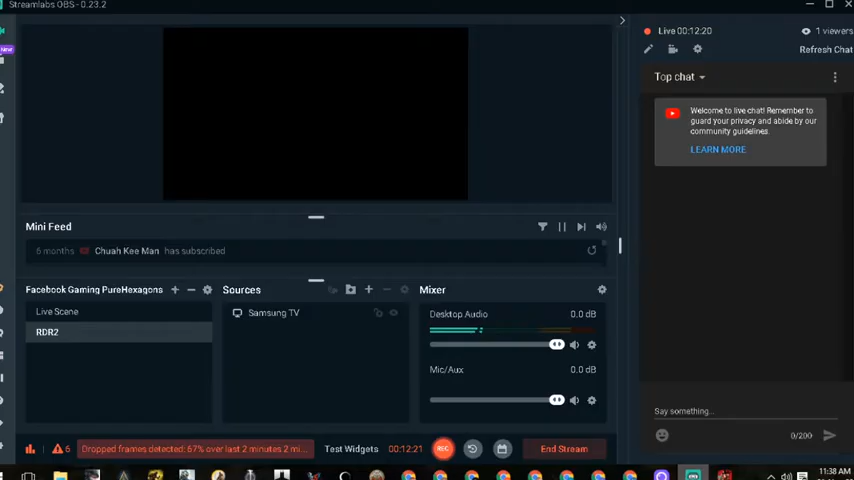 Streamlabs OBS - 0.23.2
New
Live 00:12:20
1 viewers
Refresh Chat
Top chat
Welcome to live chat! Remember to
guard your privacy and abide by our
community guidelines.
LEARN MORE
Mini Feed
6 months Chuah Kee Man has subscribed
Facebook Gaming PureHexagons
Sources
Mixer
Live Scene
RDR2
Samsung TV
Desktop Audio 0.0 dB
Mic/Aux 0.0 dB
Say something...
0/200
6 Dropped frames detected: 67% over last 2 minutes 2 mi... Test Widgets 00:12:21 REC End Stream
11:38 AM